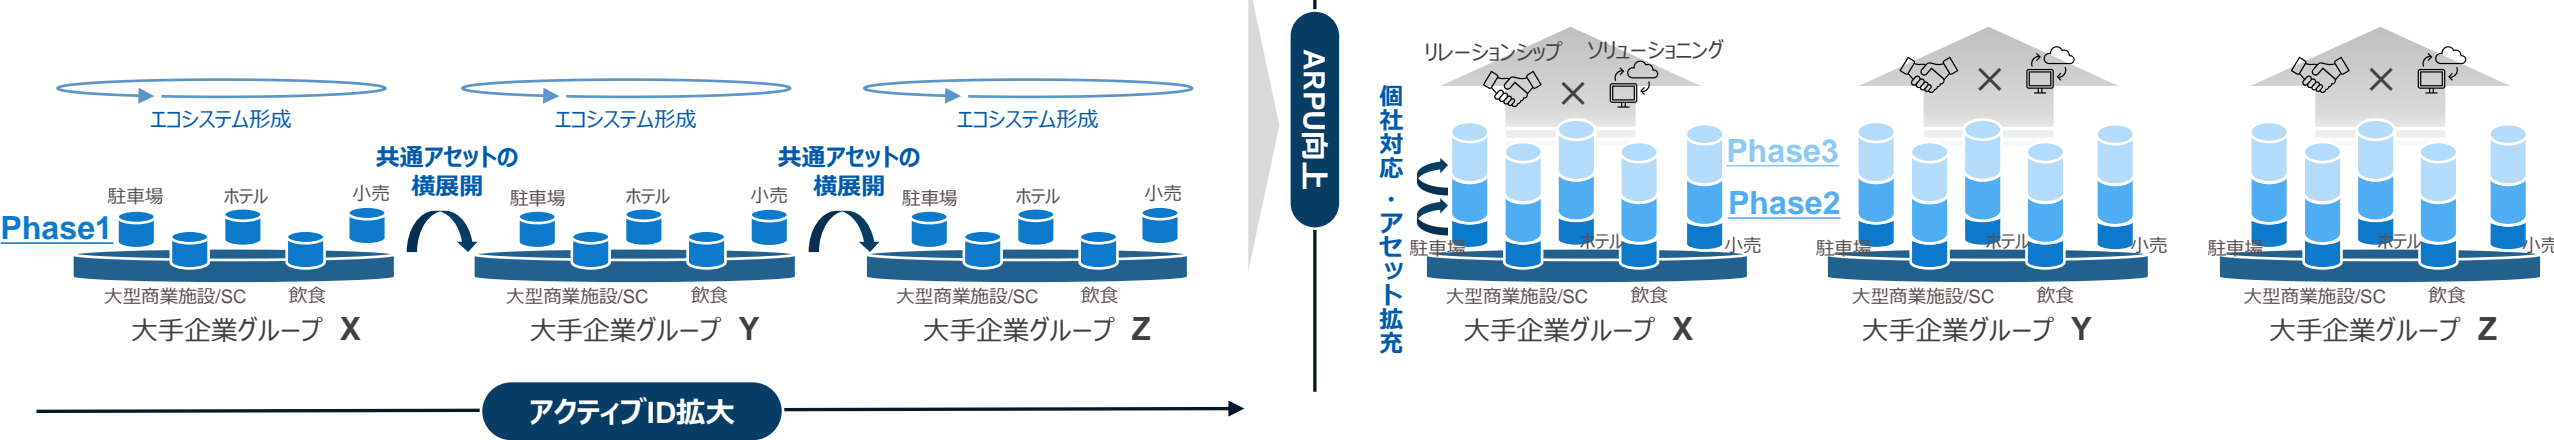 エコシステム形成
エコシステム形成
エコシステム形成
共通アセットの
横展開
共通アセットの
横展開
Phase1
駐車場
ホテル
小売
大型商業施設/SC
飲食
大手企業グループ X
駐車場
ホテル
小売
大型商業施設/SC
飲食
大手企業グループ Y
駐車場
ホテル
小売
大型商業施設/SC
飲食
大手企業グループ Z
アクティブID拡大
ARPU向上
個社対応・アセット拡充
リレーションシップ
ソリューショニング
×
Phase3
Phase2
駐車場
ホテル
小売
大型商業施設/SC
飲食
大手企業グループ X
×
駐車場
ホテル
小売
大型商業施設/SC
飲食
大手企業グループ Y
×
駐車場
ホテル
小売
大型商業施設/SC
飲食
大手企業グループ Z